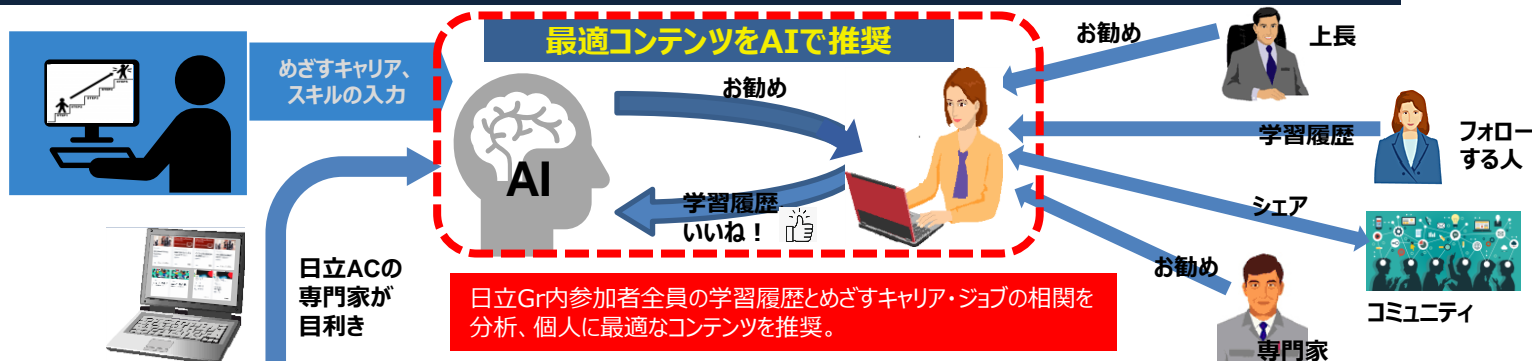 最適コンテンツをAIで推奨
めざすキャリア、
スキルの入力
お勧め
AI
学習履歴
いいね！
日立ACの
専門家が
目利き
日立Gr内参加者全員の学習履歴とめざすキャリア・ジョブの相関を
分析、個人に最適なコンテンツを推奨。
お勧め
上長
学習履歴
フォロー
する人
シェア
コミュニティ
お勧め
専門家